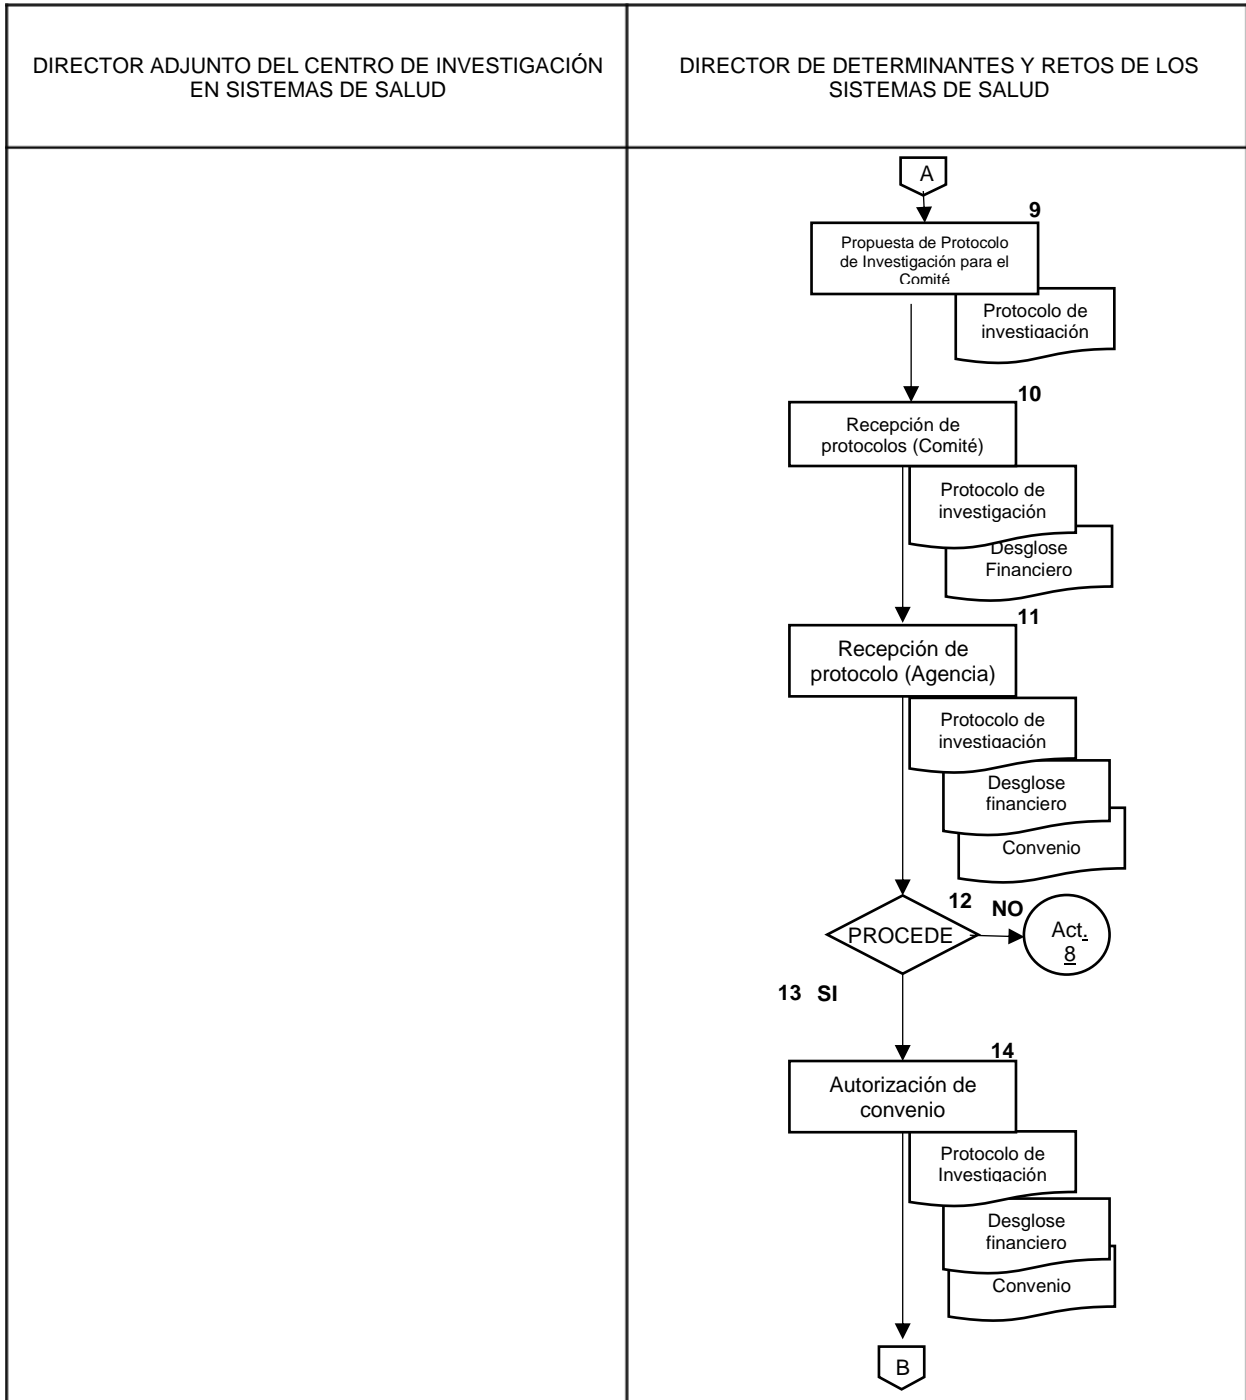 DIRECTOR ADJUNTO DEL CENTRO DE INVESTIGACIÓN
EN SISTEMAS DE SALUD
DIRECTOR DE DETERMINANTES Y RETOS DE LOS
SISTEMAS DE SALUD
A
9
Propuesta de Protocolo
de Investigación para el
Comité
Protocolo de
investigación
10
Recepción de
protocolos (Comité)
Protocolo de
investigación
Desglose
Financiero
11
Recepción de
protocolo (Agencia)
Protocolo de
investigación
Desglose
financiero
Convenio
12
NO
PROCEDE
Act.
8
13 SI
14
Autorización de
convenio
Protocolo de
Investigación
Desglose
financiero
Convenio
B